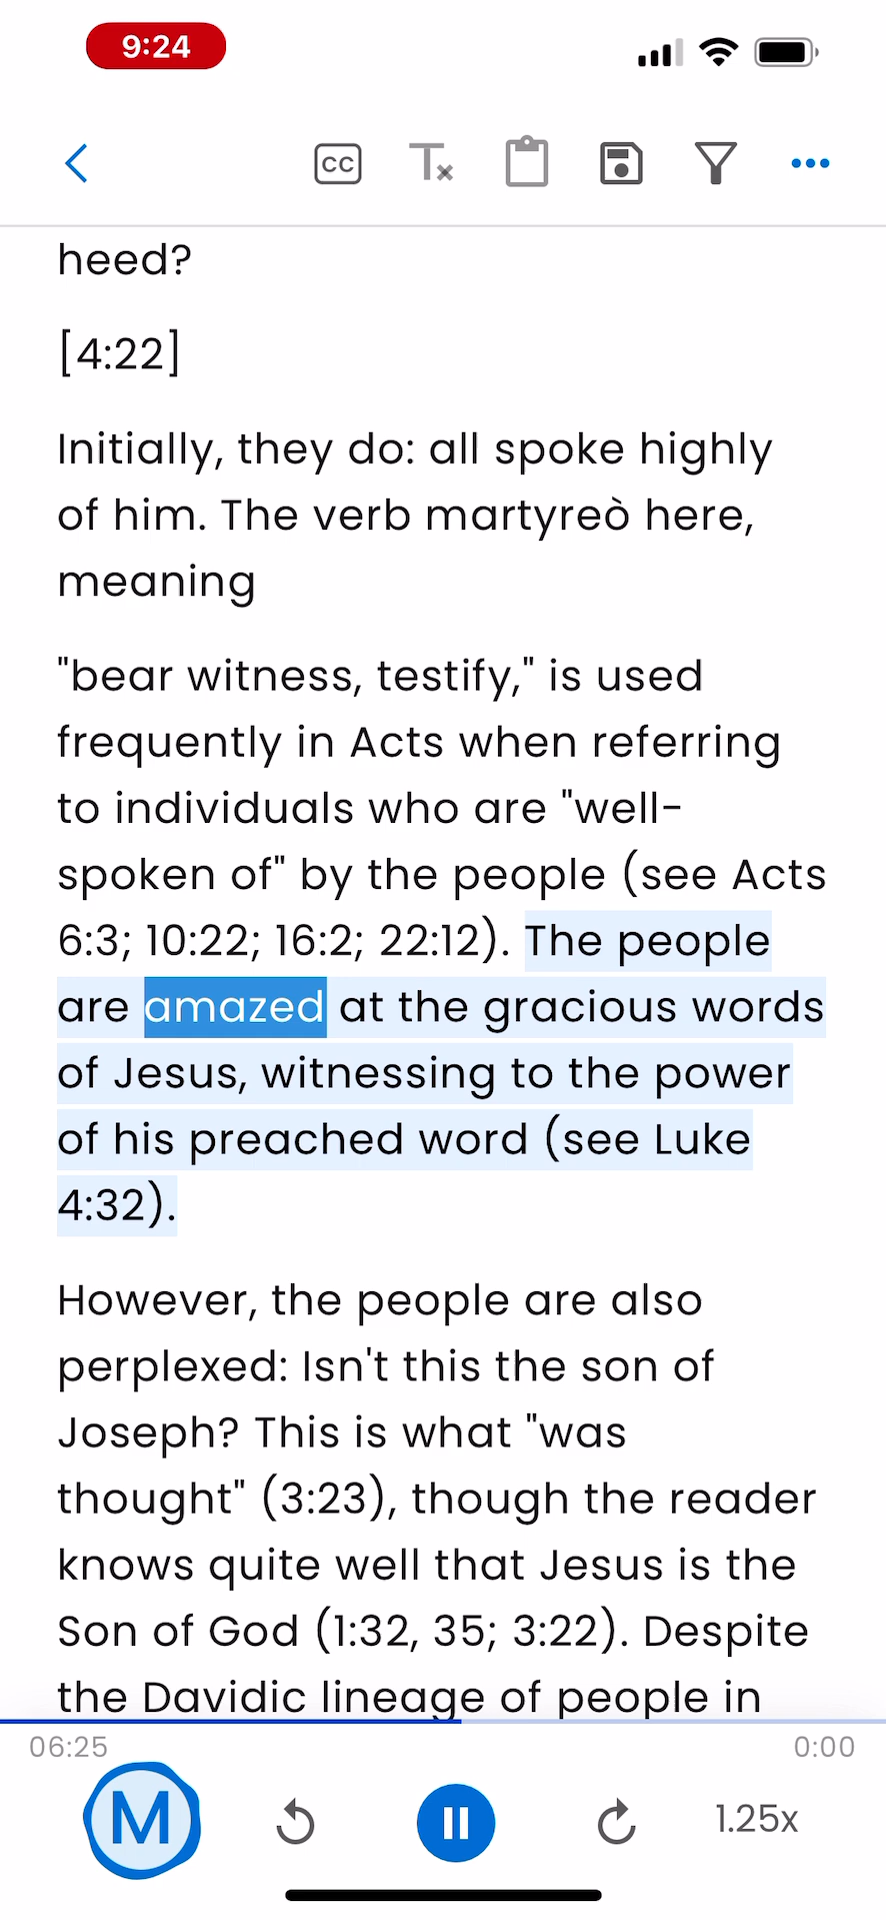 9:24
CC
heed?
[4:22]
Initially, they do: all spoke highly
of him. The verb martyreò here,
meaning
"bear witness, testify," is used
frequently in Acts when referring
to individuals who are "well-
spoken of" by the people (see Acts
6:3; 10:22; 16:2; 22:12). The people
are amazed at the gracious words
of Jesus, witnessing to the power
of his preached word (see Luke
4:32).
However, the people are also
perplexed: Isn't this the son of
Joseph? This is what "was
thought" (3:23), though the reader
knows quite well that Jesus is the
Son of God (1:32, 35; 3:22). Despite
the Davidic lineage of people in
06:25 0:00
M 1.25x